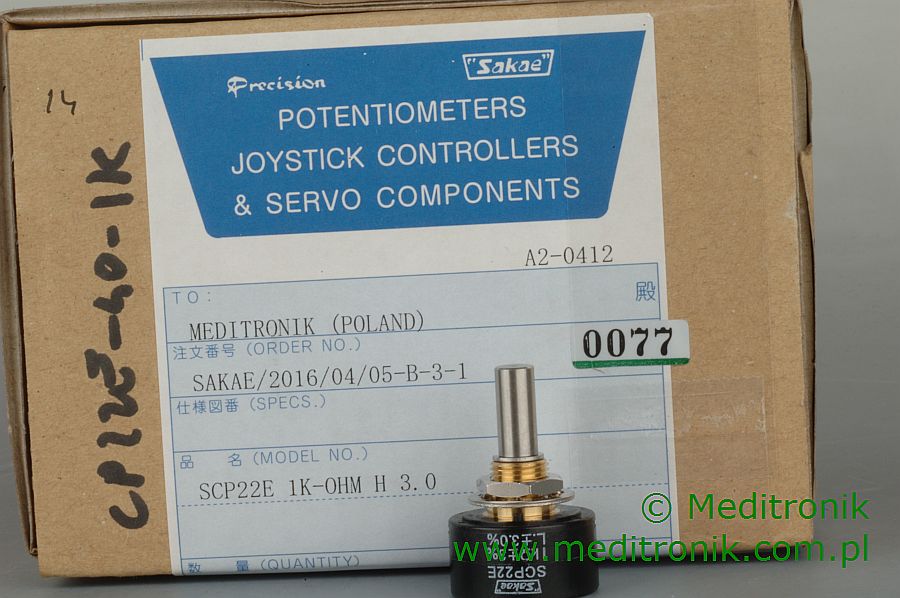 14
CP22E-40-1K
Precision
"Sakae"
POTENTIOMETERS
JOYSTICK CONTROLLERS
& SERVO COMPONENTS
A2-0412
TO:
殿
MEDITRONIK (POLAND)
0077
注文番号 (ORDER NO.)
SAKAE/2016/04/05-B-3-1
仕様図番 (SPECS.)
品 名 (MODEL NO.)
SCP22E 1K-OHM H 3.0
数 量 (QUANTITY)
"Sakae"
SCP22E
L.±3.0%
© Meditronik
www.meditronik.com.pl